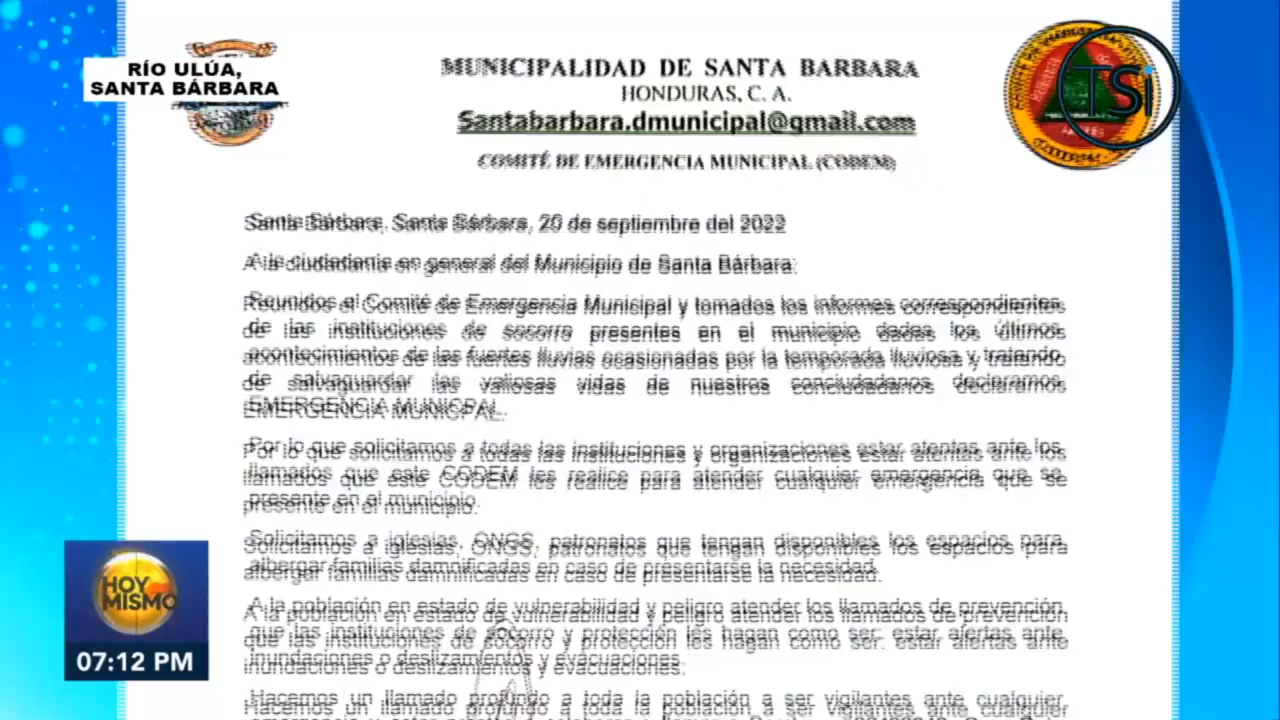 RÍO ULÚA,
SANTA BÁRBARA
MUNICIPALIDAD DE SANTA BARBARA
HONDURAS, C. A.
Santabarbara.dmunicipal@gmail.com
COMITÉ DE EMERGENCIA MUNICIPAL (CODEM)
TSi
Santa Bárbara, Santa Bárbara, 20 de septiembre del 2022
A la ciudadanía en general del Municipio de Santa Bárbara:
Reunidos el Comité de Emergencia Municipal y tomados los informes correspondientes
de las instituciones de socorro presentes en el municipio dadas los últimos
acontecimientos de las fuertes lluvias ocasionadas por la temporada lluviosa y tratando
de salvaguardar las valiosas vidas de nuestros conciudadanos declaramos
EMERGENCIA MUNICPAL.
Por lo que solicitamos a todas las instituciones y organizaciones estar atentas ante los
llamados que este CODEM les realice para atender cualquier emergencia que se
presente en el municipio.
Solicitamos a iglesias, ONGS, patronatos que tengan disponibles los espacios para
albergar familias damnificadas en caso de presentarse la necesidad.
A la población en estado de vulnerabilidad y peligro atender los llamados de prevención
que las instituciones de socorro y protección les hagan como ser: estar alertas ante
inundaciones o deslizamientos y evacuaciones.
Hacemos un llamado profundo a toda la población a ser vigilantes ante cualquier
HOY
MISMO
07:12 PM